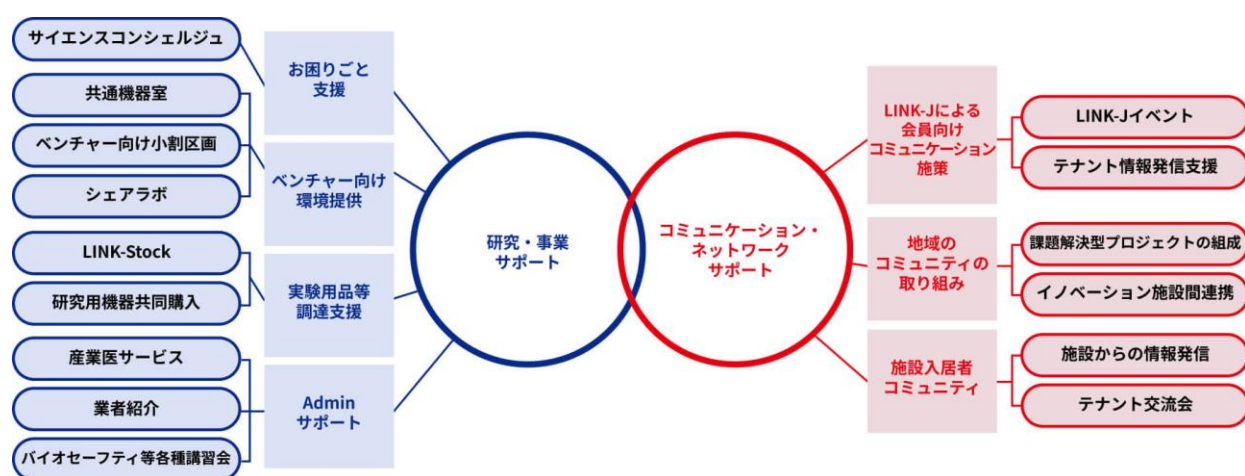 サイエンスコンシェルジュ
共通機器室
ベンチャー向け小割区画
シェアラボ
LINK-Stock
研究用機器共同購入
産業医サービス
業者紹介
バイオセーフティ等各種講習会
お困りごと
支援
ベンチャー向け
環境提供
実験用品等
調達支援
Admin
サポート
研究・事業
サポート
コミュニケーション・
ネットワーク
サポート
LINK-Jによる
会員向け
コミュニケーション
施策
地域の
コミュニティの
取り組み
施設入居者
コミュニティ
LINK-Jイベント
テナント情報発信支援
課題解決型プロジェクトの組成
イノベーション施設間連携
施設からの情報発信
テナント交流会